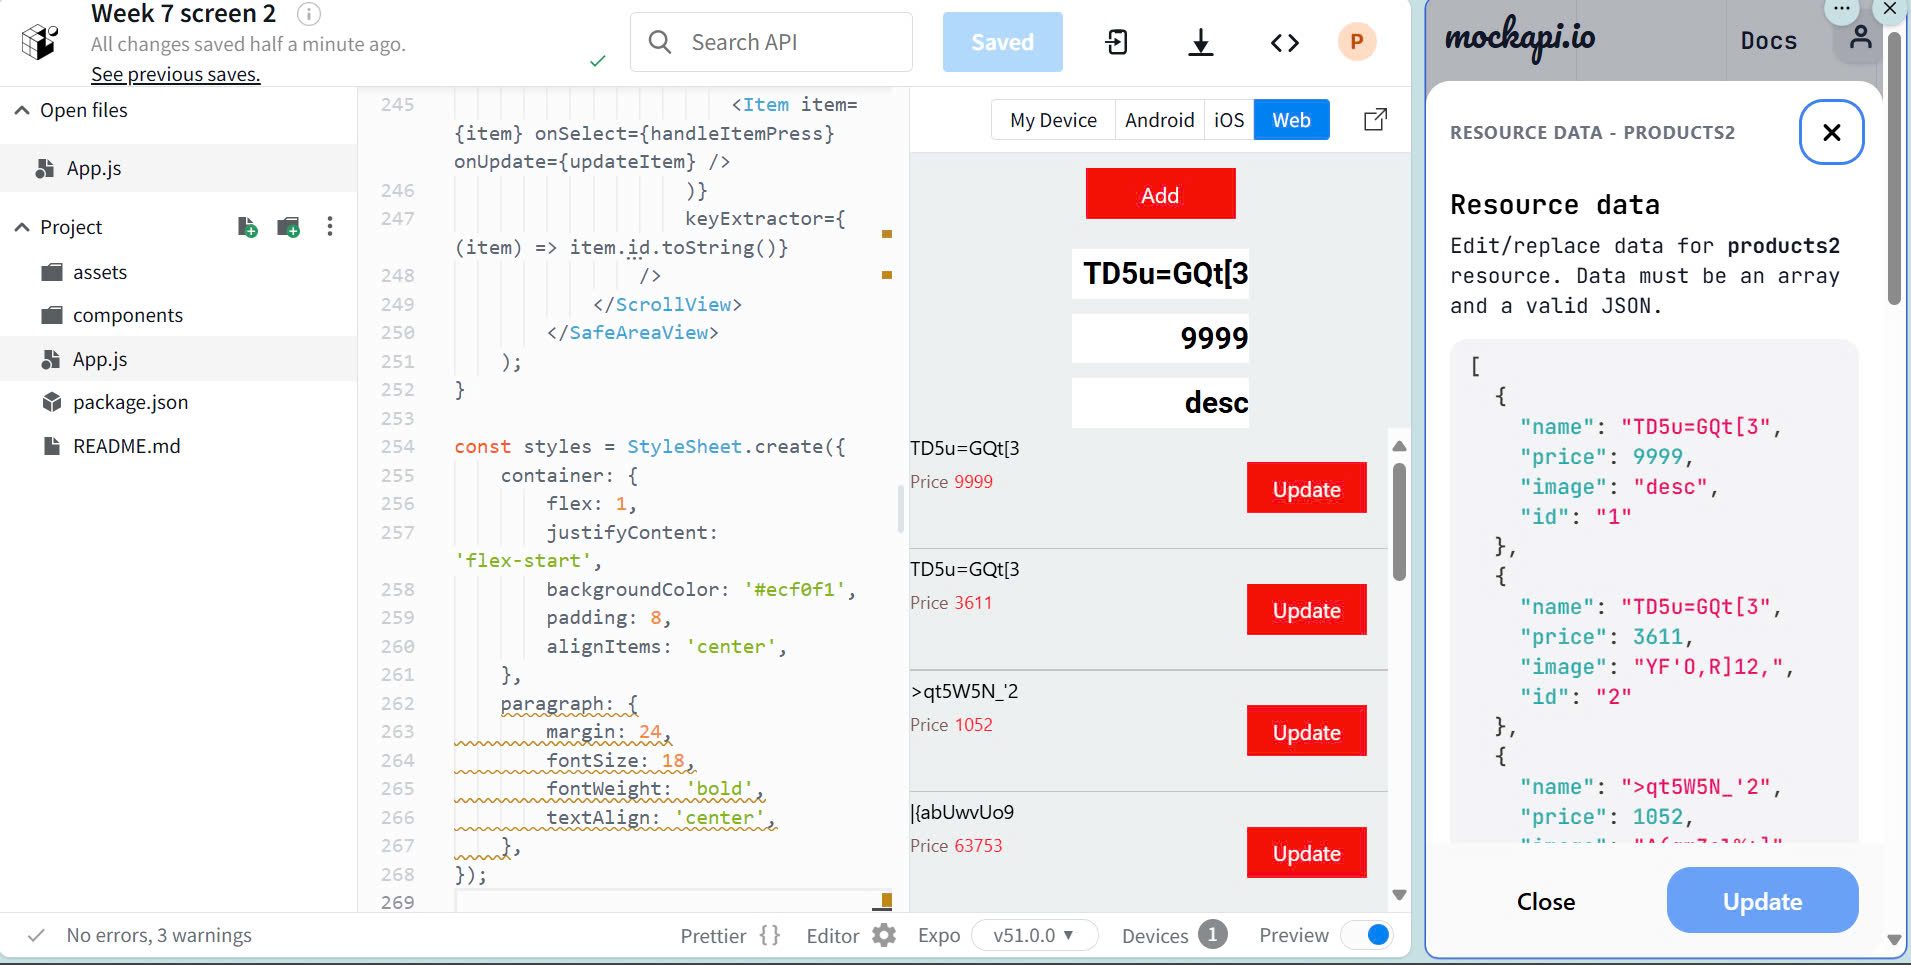 Week 7 screen 2
All changes saved half a minute ago.
See previous saves.
Search API
Saved
P
Open files
App.js
Project
assets
components
App.js
package.json
README.md
245 <Item item=
{item} onSelect={handleItemPress}
onUpdate={updateItem} />
246 )}
247 keyExtractor={
(item) => item.id.toString()}
248 />
249 </ScrollView>
250 </SafeAreaView>
251 );
252 }
253
254 const styles = StyleSheet.create({
255 container: {
256 flex: 1,
257 justifyContent:
'flex-start',
258 backgroundColor: '#ecf0f1',
259 padding: 8,
260 alignItems: 'center',
261 },
262 paragraph: {
263 margin: 24,
264 fontSize: 18,
265 fontWeight: 'bold',
266 textAlign: 'center',
267 },
268 });
269
My Device Android iOS Web
Add
TD5u=GQt[3
9999
desc
TD5u=GQt[3
Price 9999
Update
TD5u=GQt[3
Price 3611
Update
>qt5W5N_'2
Price 1052
Update
|{abUwvUo9
Price 63753
Update
No errors, 3 warnings
Prettier {} Editor Expo v51.0.0 Devices 1 Preview
mockapi.io
Docs
RESOURCE DATA - PRODUCTS2
Resource data
Edit/replace data for products2
resource. Data must be an array
and a valid JSON.
[
{
"name": "TD5u=GQt[3",
"price": 9999,
"image": "desc",
"id": "1"
},
{
"name": "TD5u=GQt[3",
"price": 3611,
"image": "YF'O,R]12,",
"id": "2"
},
{
"name": ">qt5W5N_'2",
"price": 1052,
Close
Update